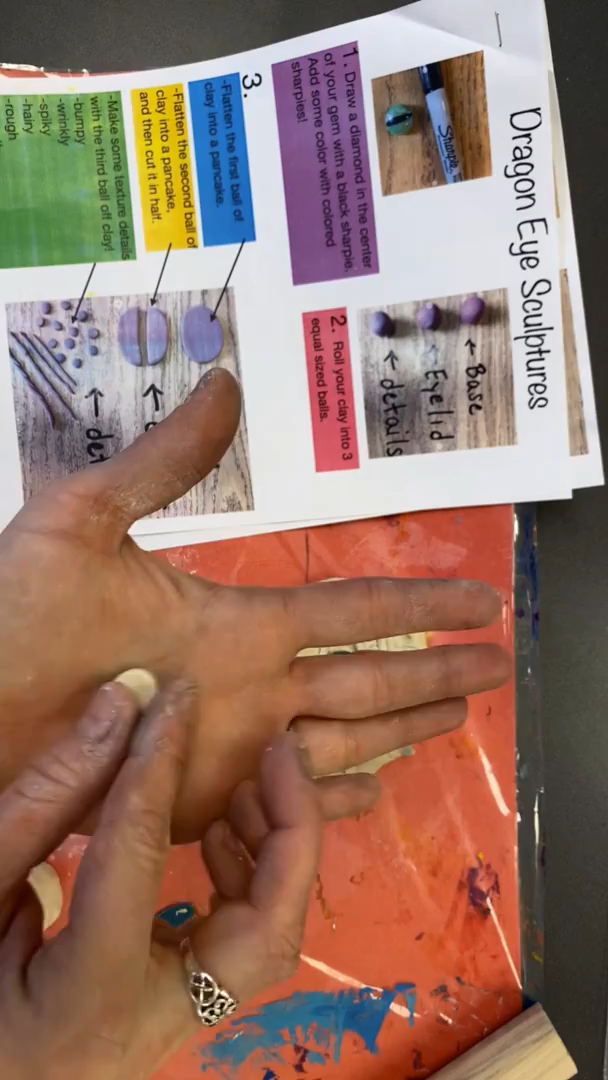 Dragon Eye Sculptures
1. Draw a diamond in the center
of your gem with a black sharpie.
Add some color with colored
sharpies!
Sharpie
2. Roll your clay into 3
equal sized balls.
← Base
← Eyelid
← details
3.
-Flatten the first ball of
clay into a pancake.
-Flatten the second ball of
clay into a pancake,
and then cut it in half.
-Make some texture details
with the third ball off clay!
-bumpy
-wrinkly
-spiky
-hairy
-rough
←
← det